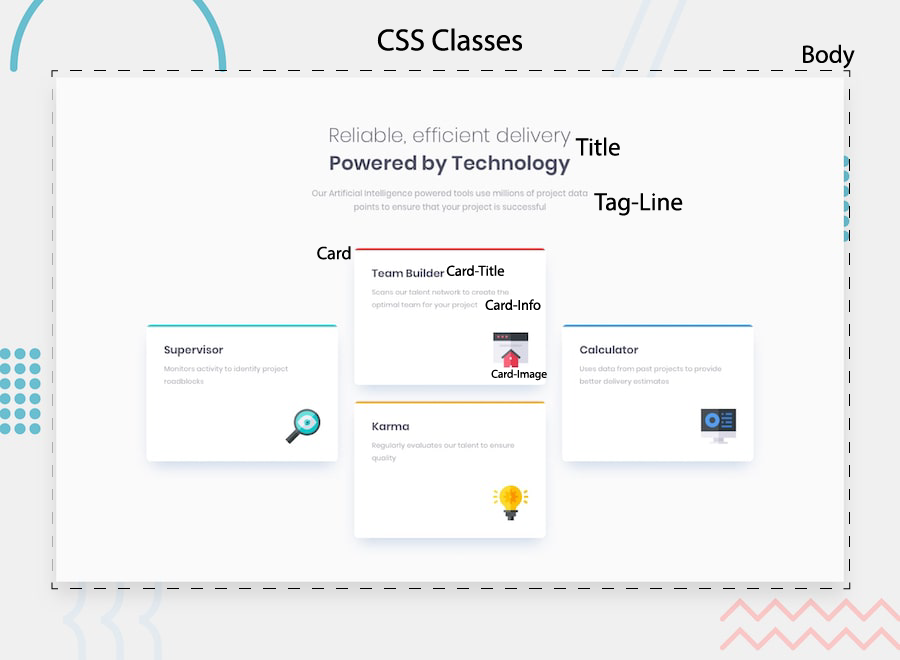 CSS Classes
Body
Reliable, efficient delivery
Powered by Technology
Title
Our Artificial Intelligence powered tools use millions of project data
points to ensure that your project is successful
Tag-Line
Card
Team Builder
Card-Title
Scans our talent network to create the
optimal team for your project
Card-Info
Card-Image
Supervisor
Monitors activity to identify project
roadblocks
Calculator
Uses data from past projects to provide
better delivery estimates
Karma
Regularly evaluates our talent to ensure
quality